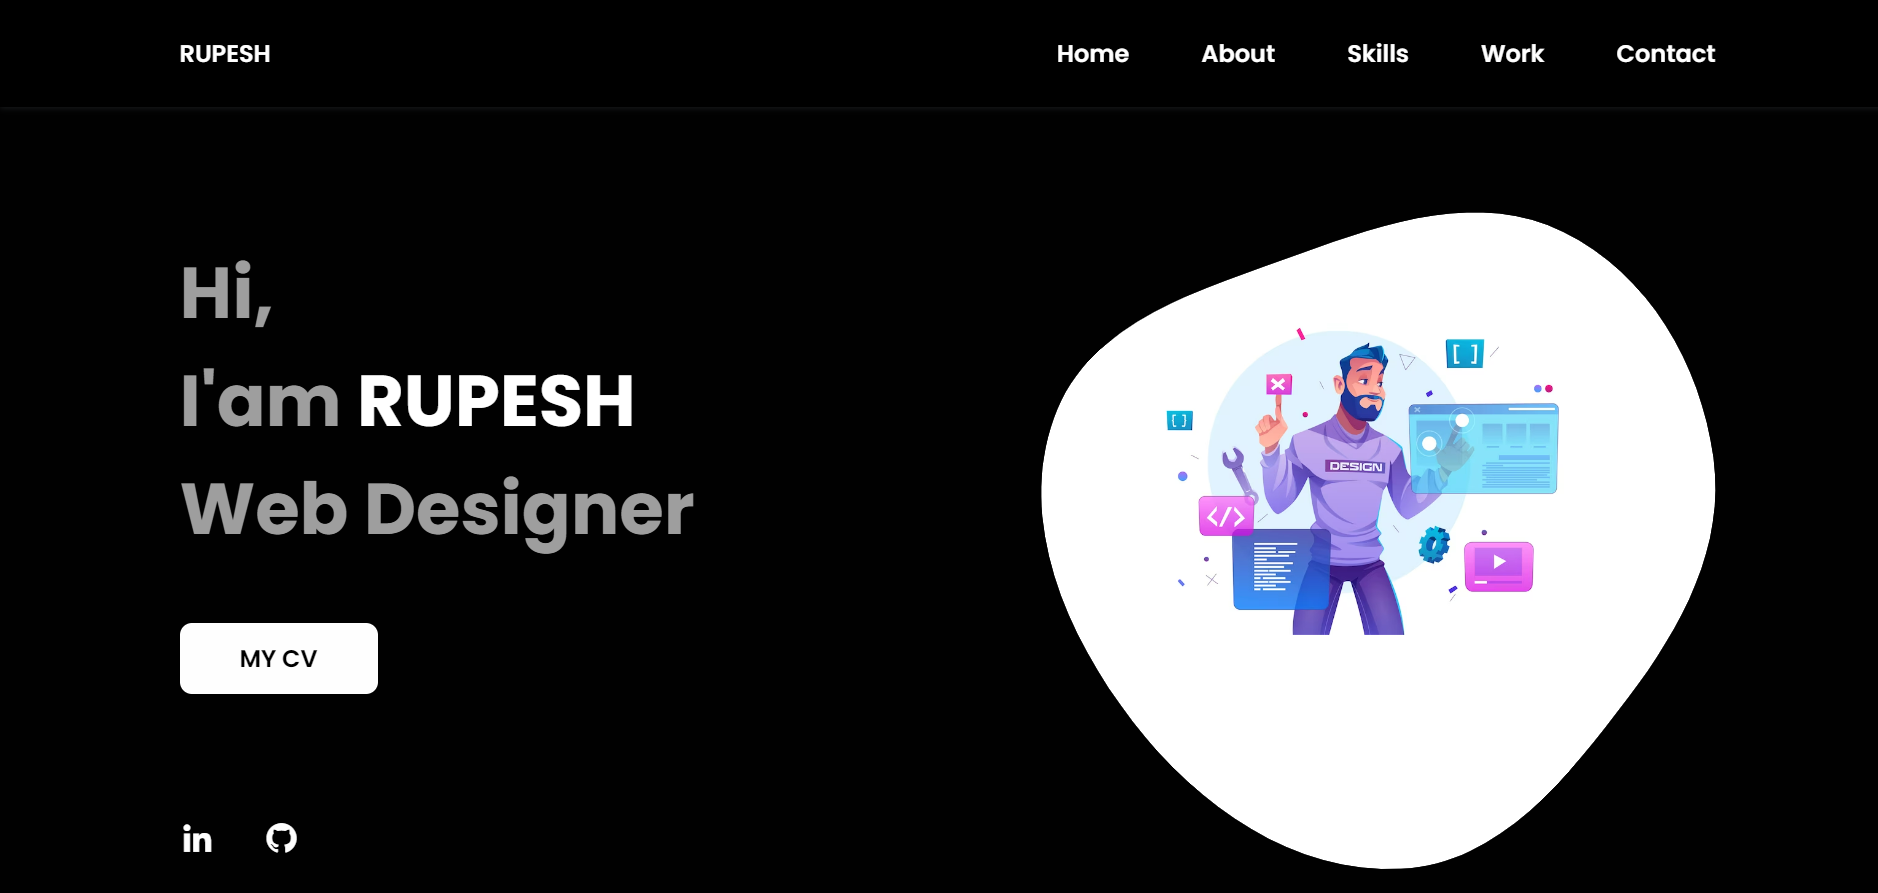 RUPESH
Home About Skills Work Contact
Hi,
I'am RUPESH
Web Designer
MY CV
in
[ ]
[ ]
DESIGN
</>